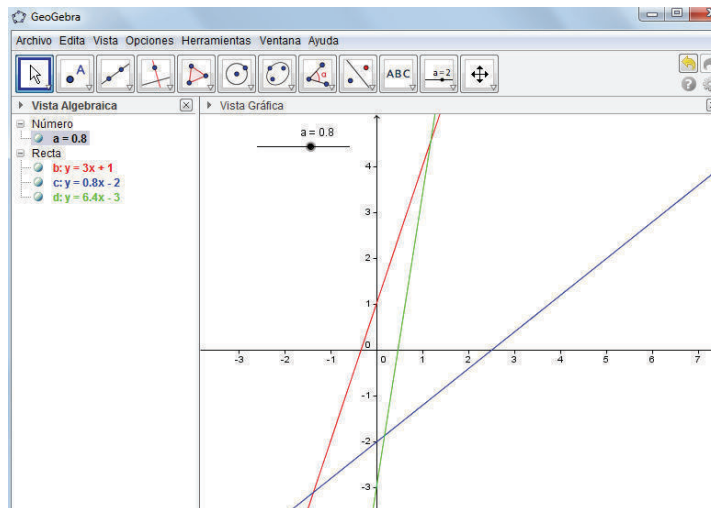 GeoGebra
Archivo Edita Vista Opciones Herramientas Ventana Ayuda
A
α
ABC
a=2
Vista Algebraica
Vista Gráfica
Número
a = 0.8
Recta
b: y = 3x + 1
c: y = 0.8x - 2
d: y = 6.4x - 3
a = 0.8
4
3
2
1
0
-3 -2 -1 0 1 2 3 4 5 6 7
-1
-2
-3